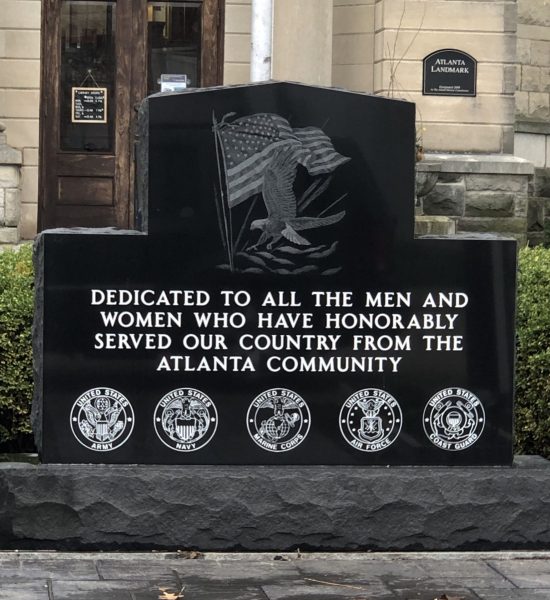 ATLANTA
LANDMARK
DEDICATED TO ALL THE MEN AND
WOMEN WHO HAVE HONORABLY
SERVED OUR COUNTRY FROM THE
ATLANTA COMMUNITY
UNITED STATES
ARMY
UNITED STATES
NAVY
UNITED STATES
MARINE CORPS
UNITED STATES
AIR FORCE
UNITED STATES
COAST GUARD